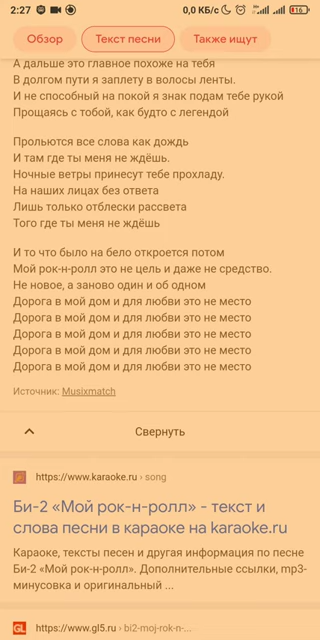 2:27 0,0 КБ/с 16
Обзор Текст песни Также ищут
А дальше это главное похоже на тебя
В долгом пути я заплету в волосы ленты.
И не способный на покой я знак подам тебе рукой
Прощаясь с тобой, как будто с легендой
Прольются все слова как дождь
И там где ты меня не ждёшь.
Ночные ветры принесут тебе прохладу.
На наших лицах без ответа
Лишь только отблески рассвета
Того где ты меня не ждёшь
И то что было на бело откроется потом
Мой рок-н-ролл это не цель и даже не средство.
Не новое, а заново один и об одном
Дорога в мой дом и для любви это не место
Дорога в мой дом и для любви это не место
Дорога в мой дом и для любви это не место
Дорога в мой дом и для любви это не место
Дорога в мой дом и для любви это не место
Источник: Musixmatch
Свернуть
https://www.karaoke.ru › song
Би-2 «Мой рок-н-ролл» - текст и
слова песни в караоке на karaoke.ru
Караоке, тексты песен и другая информация по песне
Би-2 «Мой рок-н-ролл». Дополнительные ссылки, mp3-
минусовка и оригинальный ...
GL https://www.gl5.ru › bi2-moj-rok-n-...